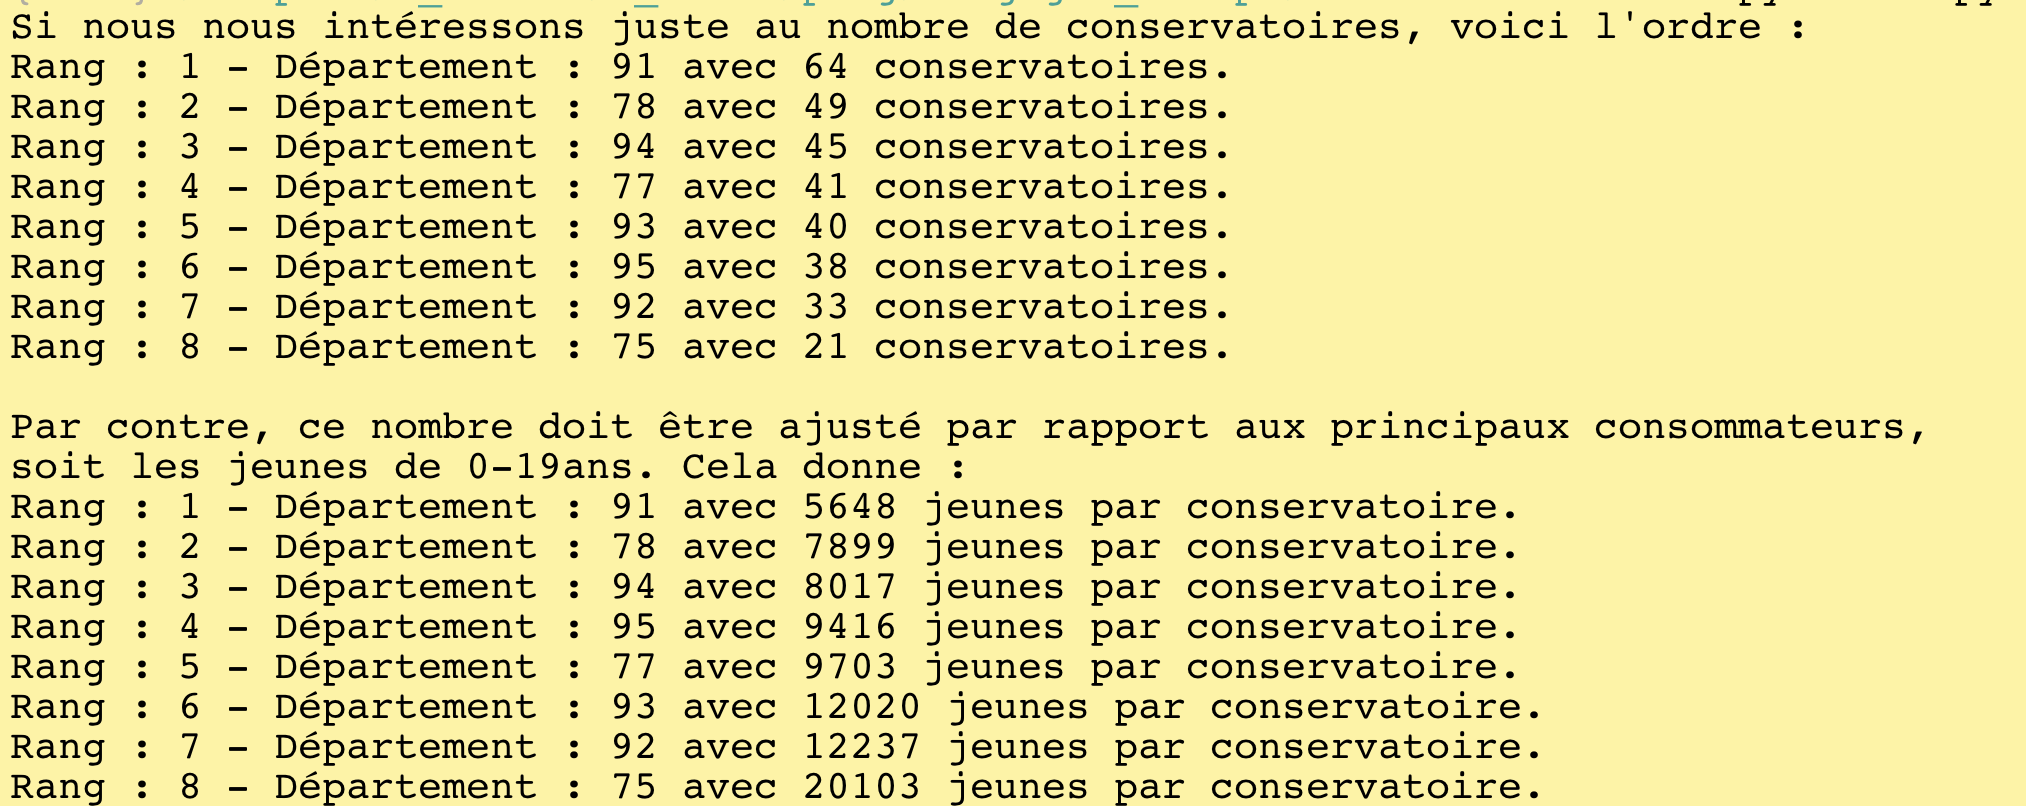 Si nous nous intéressons juste au nombre de conservatoires, voici l'ordre :
Rang : 1 – Département : 91 avec 64 conservatoires.
Rang : 2 – Département : 78 avec 49 conservatoires.
Rang : 3 – Département : 94 avec 45 conservatoires.
Rang : 4 – Département : 77 avec 41 conservatoires.
Rang : 5 – Département : 93 avec 40 conservatoires.
Rang : 6 – Département : 95 avec 38 conservatoires.
Rang : 7 – Département : 92 avec 33 conservatoires.
Rang : 8 – Département : 75 avec 21 conservatoires.
Par contre, ce nombre doit être ajusté par rapport aux principaux consommateurs,
soit les jeunes de 0–19ans. Cela donne :
Rang : 1 – Département : 91 avec 5648 jeunes par conservatoire.
Rang : 2 – Département : 78 avec 7899 jeunes par conservatoire.
Rang : 3 – Département : 94 avec 8017 jeunes par conservatoire.
Rang : 4 – Département : 95 avec 9416 jeunes par conservatoire.
Rang : 5 – Département : 77 avec 9703 jeunes par conservatoire.
Rang : 6 – Département : 93 avec 12020 jeunes par conservatoire.
Rang : 7 – Département : 92 avec 12237 jeunes par conservatoire.
Rang : 8 – Département : 75 avec 20103 jeunes par conservatoire.